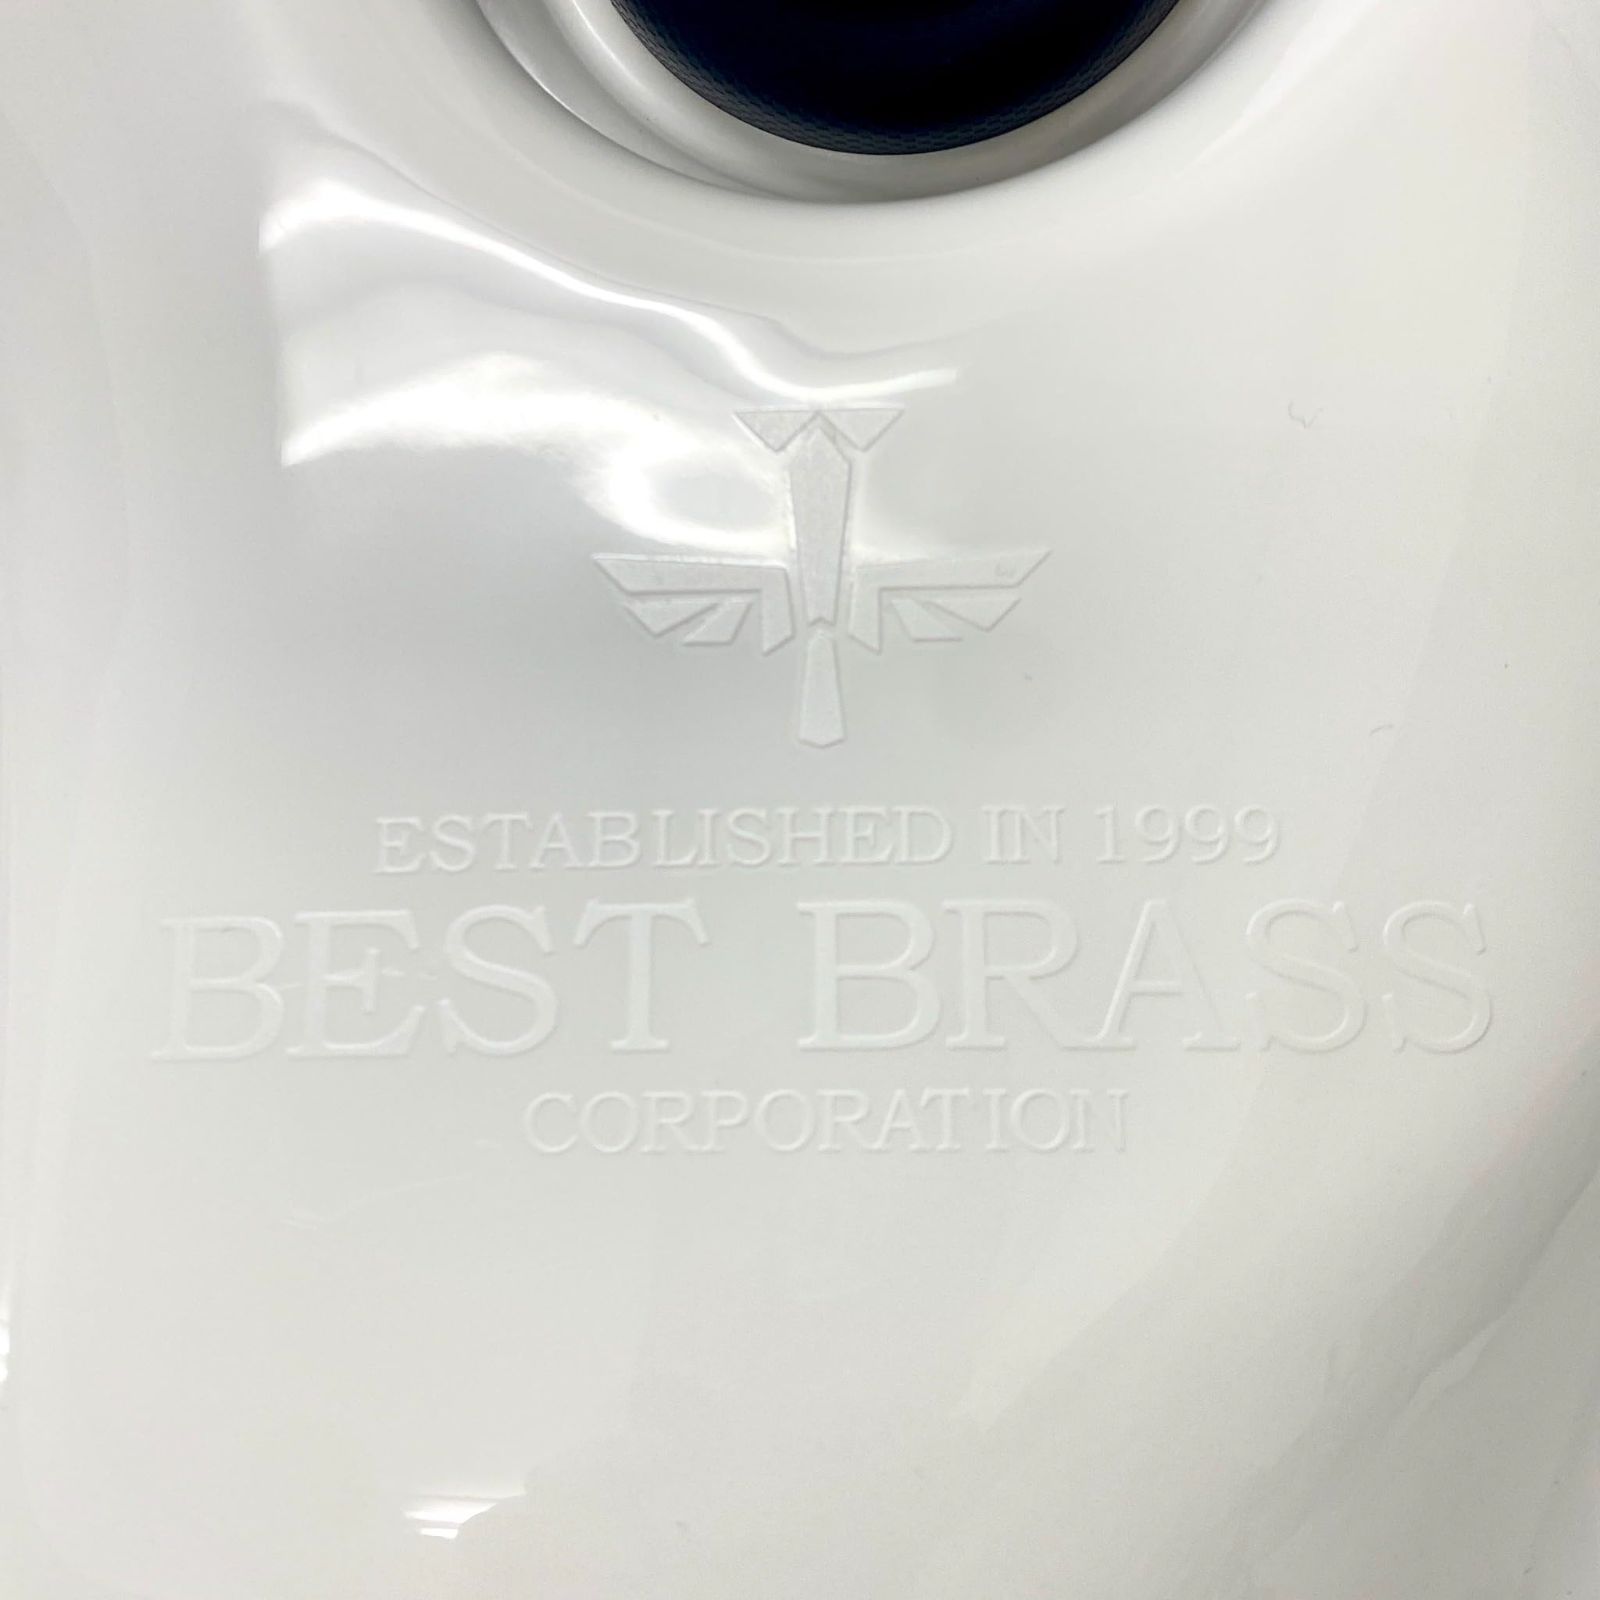 ESTABLISHED IN 1999
BEST BRASS
CORPORATION